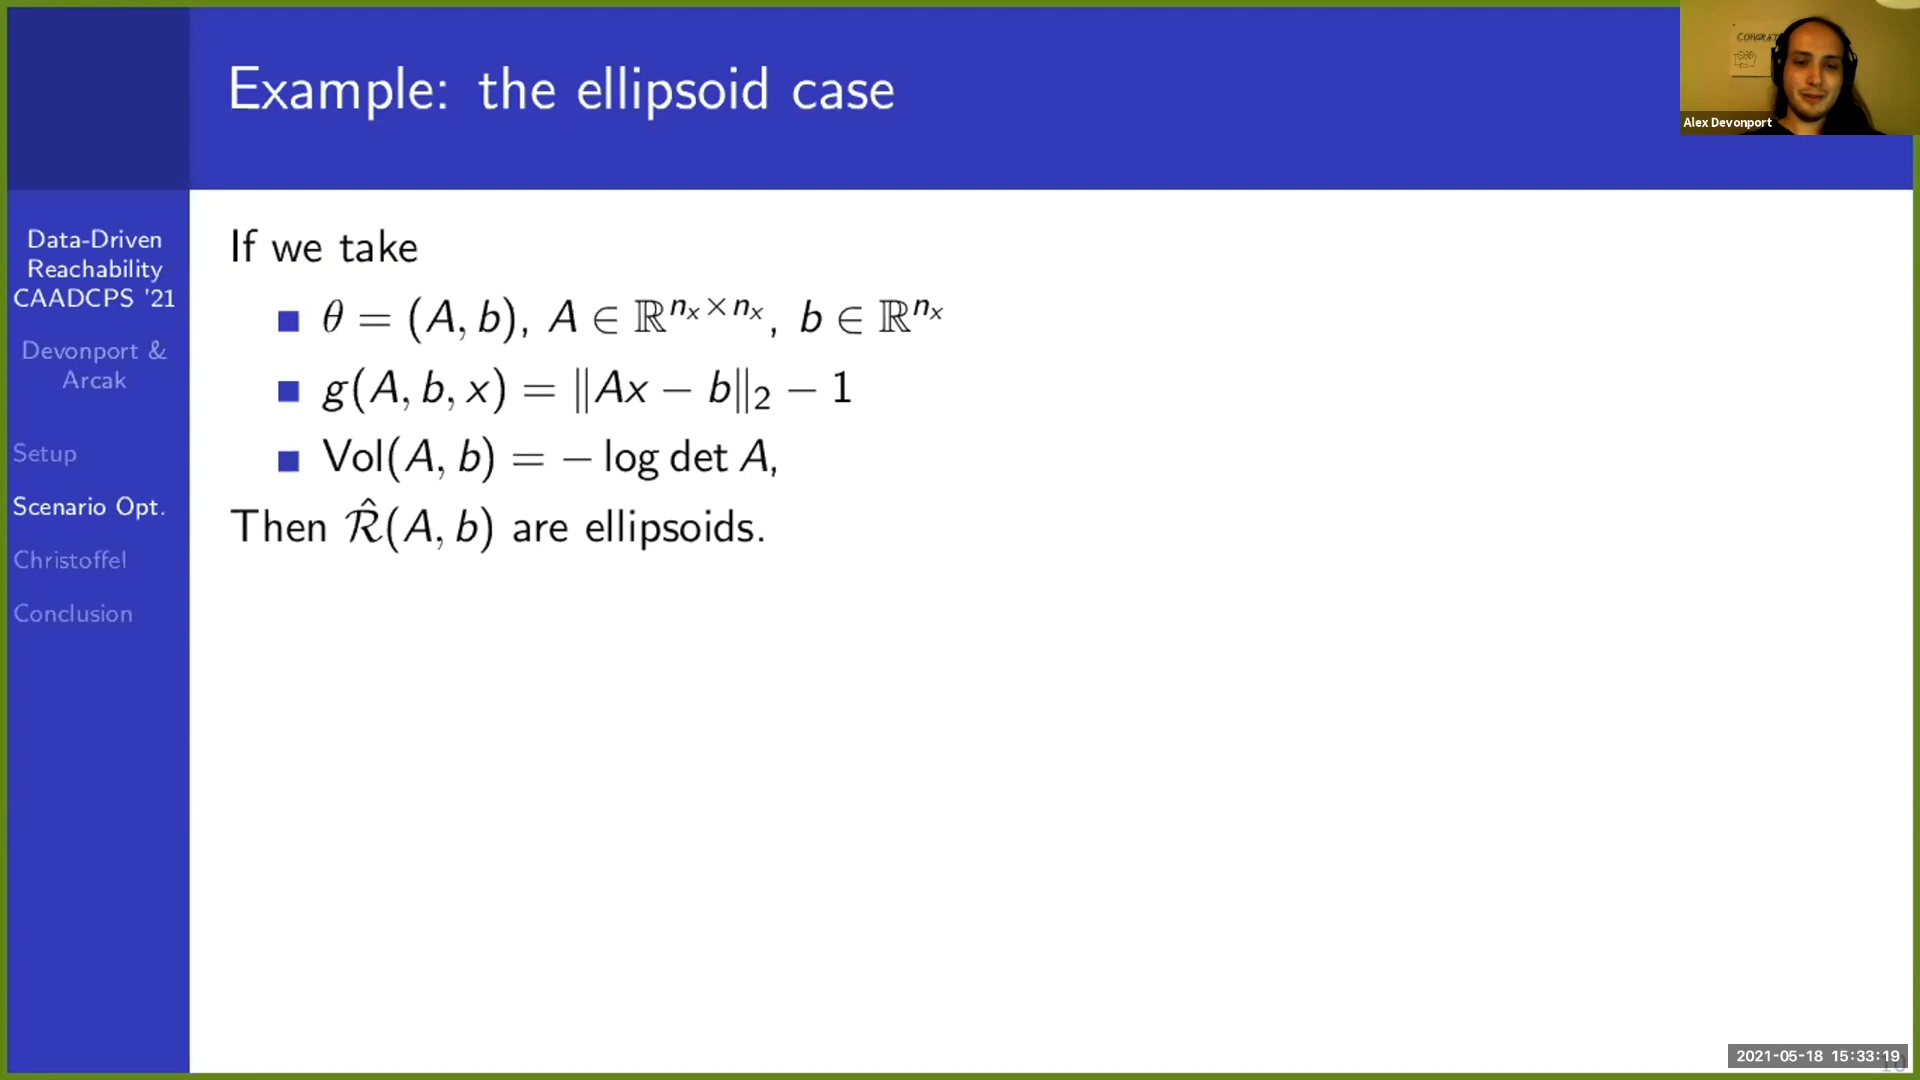 Example: the ellipsoid case
CONGRAT
Alex Devonport
Data-Driven
Reachability
CAADCPS '21
Devonport &
Arcak
Setup
Scenario Opt.
Christoffel
Conclusion
If we take
θ = (A, b), A ∈ ℝ^{n_x × n_x}, b ∈ ℝ^{n_x}
g(A, b, x) = ‖Ax − b‖₂ − 1
Vol(A, b) = − log det A,
Then R̂(A, b) are ellipsoids.
2021-05-18 15:33:19